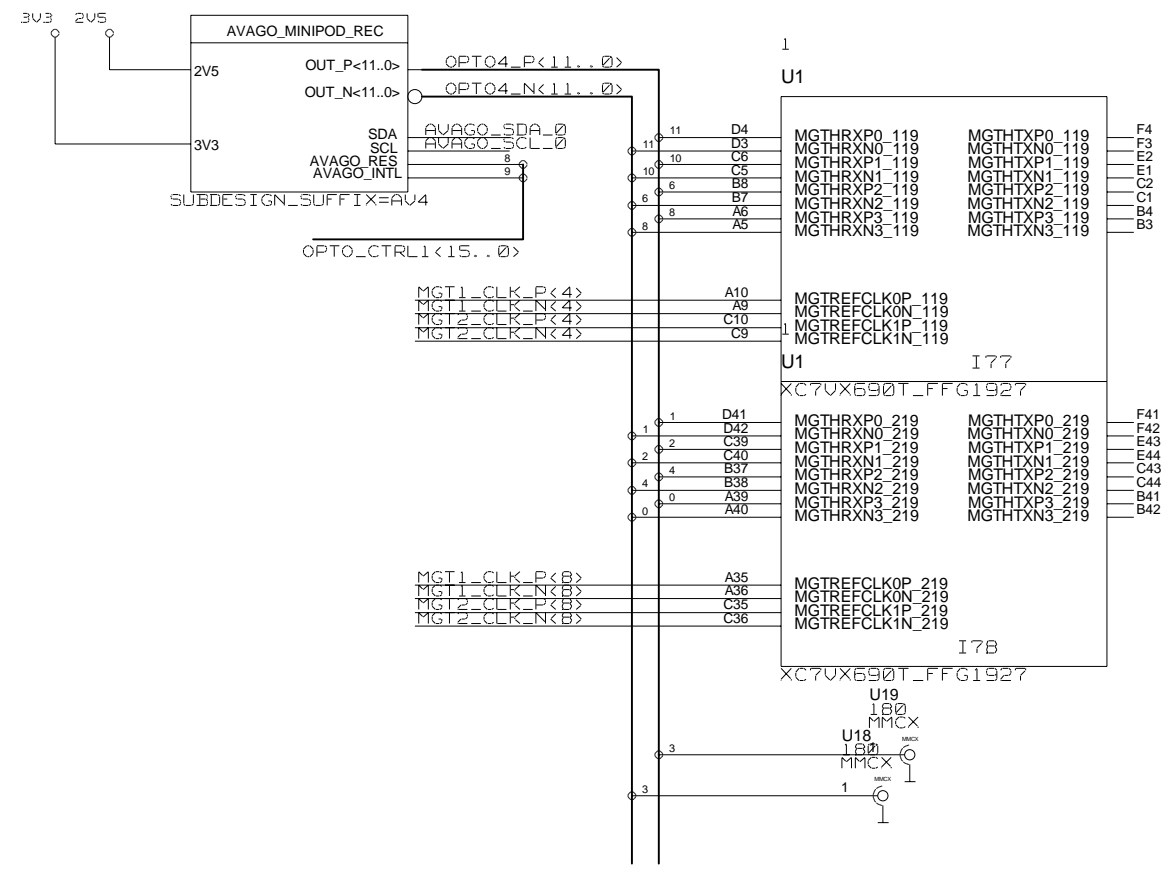 3V3 2V5
AVAGO_MINIPOD_REC
2V5
OUT_P<11..0>
OPTO4_P<11..0>
OUT_N<11..0>
OPTO4_N<11..0>
3V3
SDA
AVAGO_SDA_0
SCL
AVAGO_SCL_0
AVAGO_RES
8
AVAGO_INTL
9
SUBDESIGN_SUFFIX=AV4
OPTO_CTRL1<15..0>
1
U1
11 D4 MGTHRXP0_119 MGTHTXP0_119 F4
11 D3 MGTHRXN0_119 MGTHTXN0_119 F3
10 C6 MGTHRXP1_119 MGTHTXP1_119 E2
10 C5 MGTHRXN1_119 MGTHTXN1_119 E1
6 B8 MGTHRXP2_119 MGTHTXP2_119 C2
6 B7 MGTHRXN2_119 MGTHTXN2_119 C1
8 A6 MGTHRXP3_119 MGTHTXP3_119 B4
8 A5 MGTHRXN3_119 MGTHTXN3_119 B3
MGT1_CLK_P<4> A10 MGTREFCLK0P_119
MGT1_CLK_N<4> A9 MGTREFCLK0N_119
MGT2_CLK_P<4> C10 MGTREFCLK1P_119
MGT2_CLK_N<4> C9 MGTREFCLK1N_119
1
U1
I77
XC7VX690T_FFG1927
1 D41 MGTHRXP0_219 MGTHTXP0_219 F41
1 D42 MGTHRXN0_219 MGTHTXN0_219 F42
2 C39 MGTHRXP1_219 MGTHTXP1_219 E43
2 C40 MGTHRXN1_219 MGTHTXN1_219 E44
4 B37 MGTHRXP2_219 MGTHTXP2_219 C43
4 B38 MGTHRXN2_219 MGTHTXN2_219 C44
0 A39 MGTHRXP3_219 MGTHTXP3_219 B41
0 A40 MGTHRXN3_219 MGTHTXN3_219 B42
MGT1_CLK_P<8> A35 MGTREFCLK0P_219
MGT1_CLK_N<8> A36 MGTREFCLK0N_219
MGT2_CLK_P<8> C35 MGTREFCLK1P_219
MGT2_CLK_N<8> C36 MGTREFCLK1N_219
I78
XC7VX690T_FFG1927
U19
180
MMCX
U18
180
MMCX
MMCX
3
1
MMCX
3
1